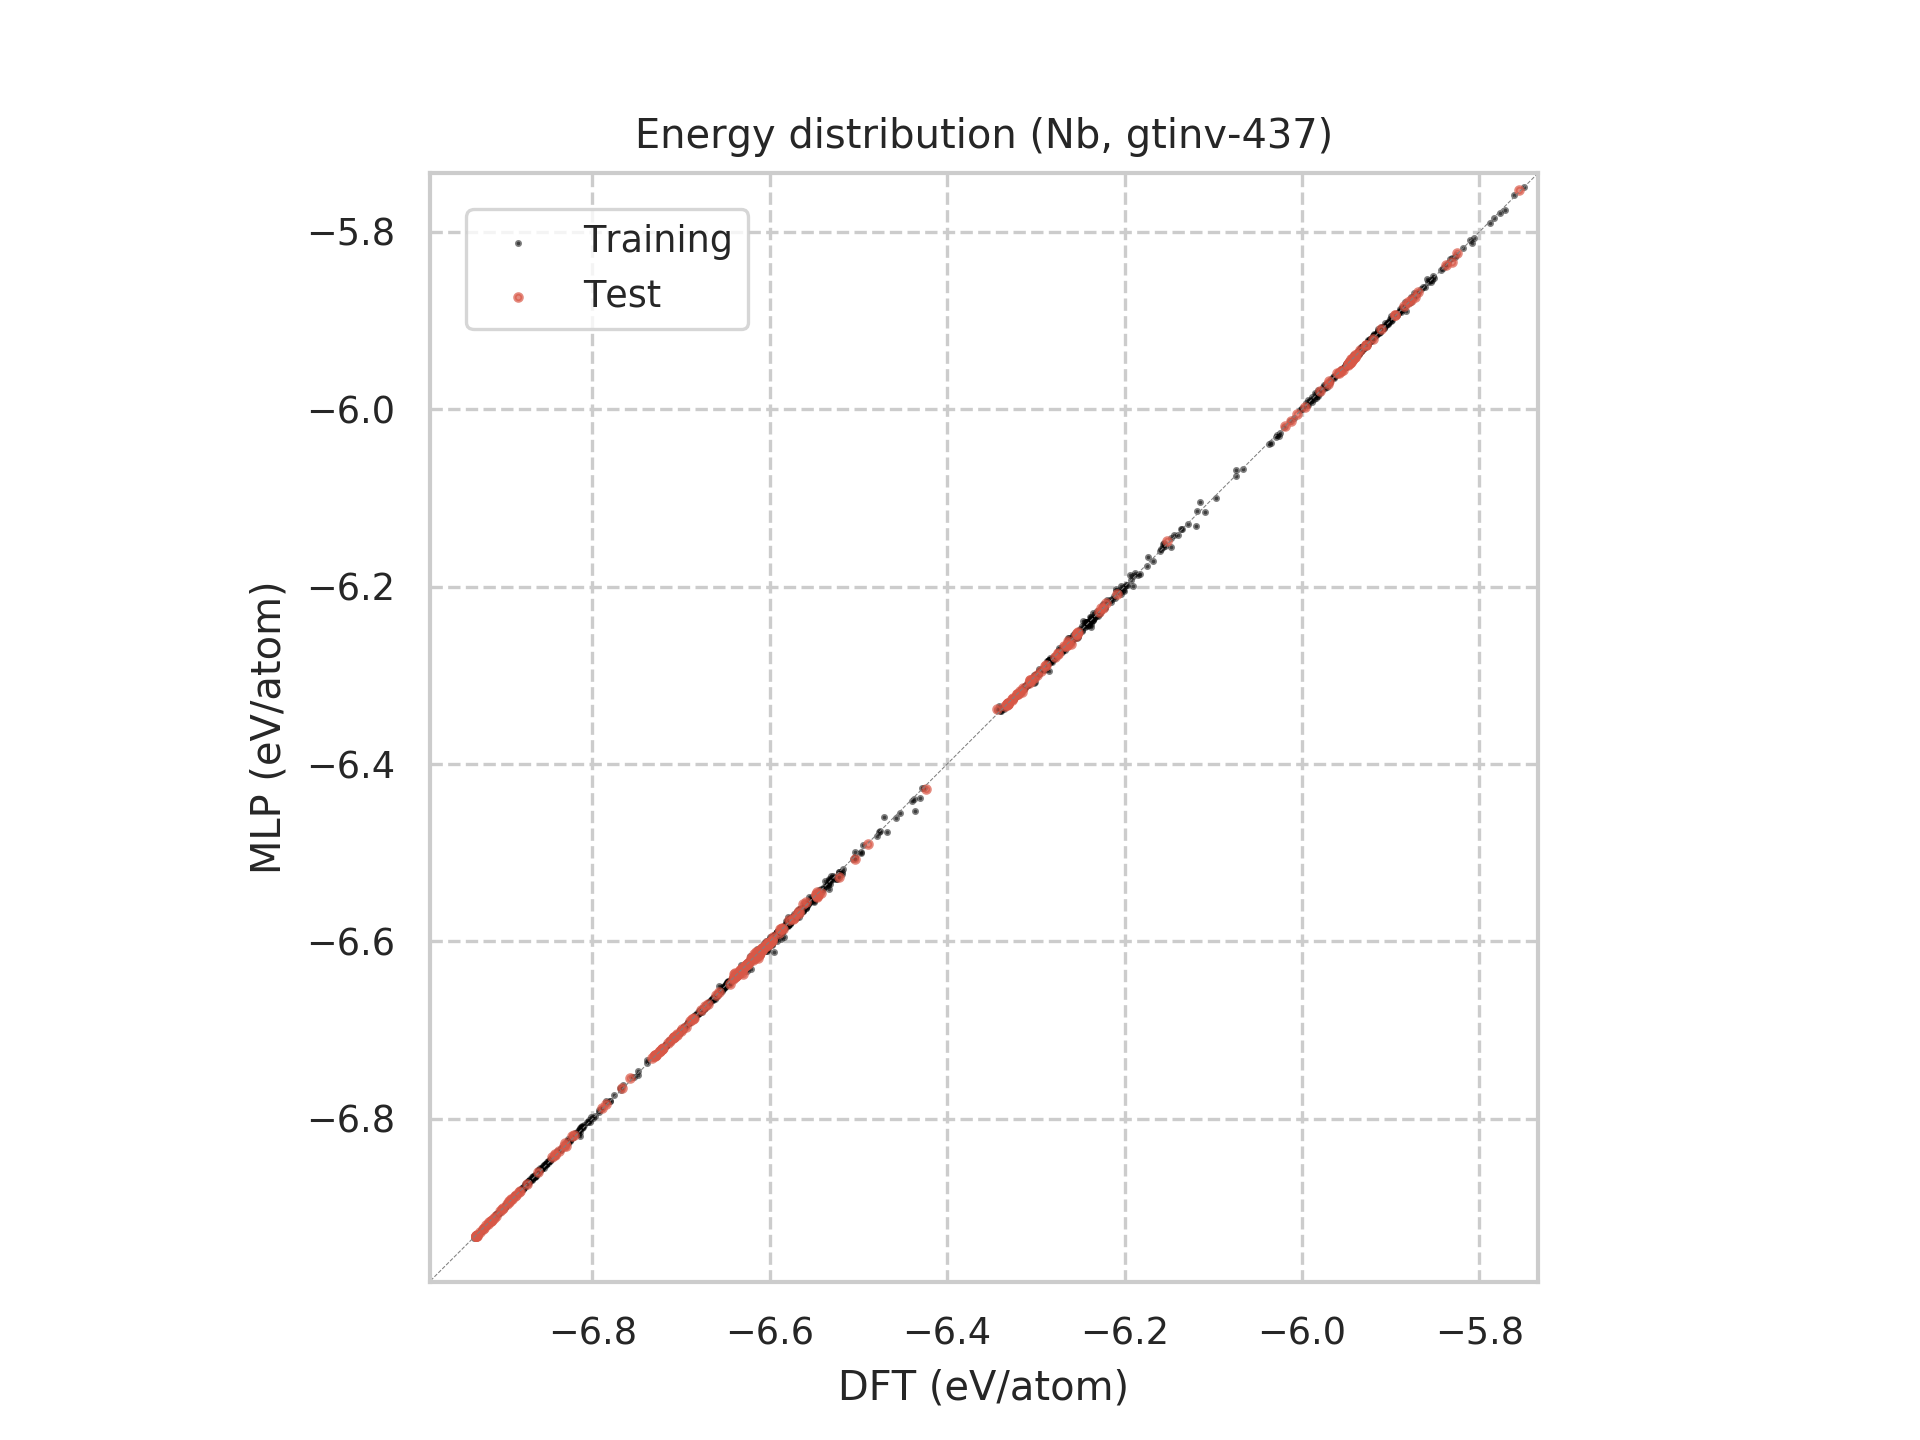 Energy distribution (Nb, gtinv-437)
Training
Test
−5.8
−6.0
−6.2
−6.4
−6.6
−6.8
MLP (eV/atom)
−6.8 −6.6 −6.4 −6.2 −6.0 −5.8
DFT (eV/atom)